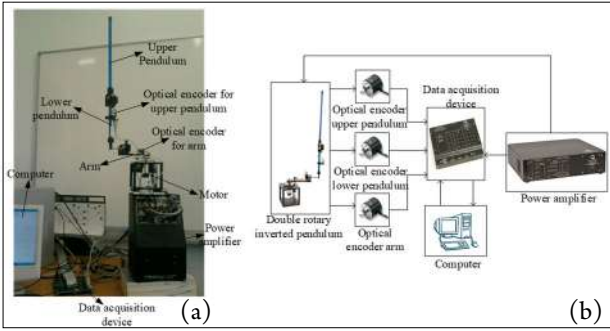 Upper
Pendulum
Optical encoder for
upper pendulum
Lower
pendulum
Optical encoder
for arm
Arm
Computer
Motor
Power
amplifier
Data acquisition
device
(a)
Optical encoder
upper pendulum
Data acquisition
device
Optical encoder
lower pendulum
Power amplifier
Double rotary
inverted pendulum
Optical
encoder arm
Computer
(b)